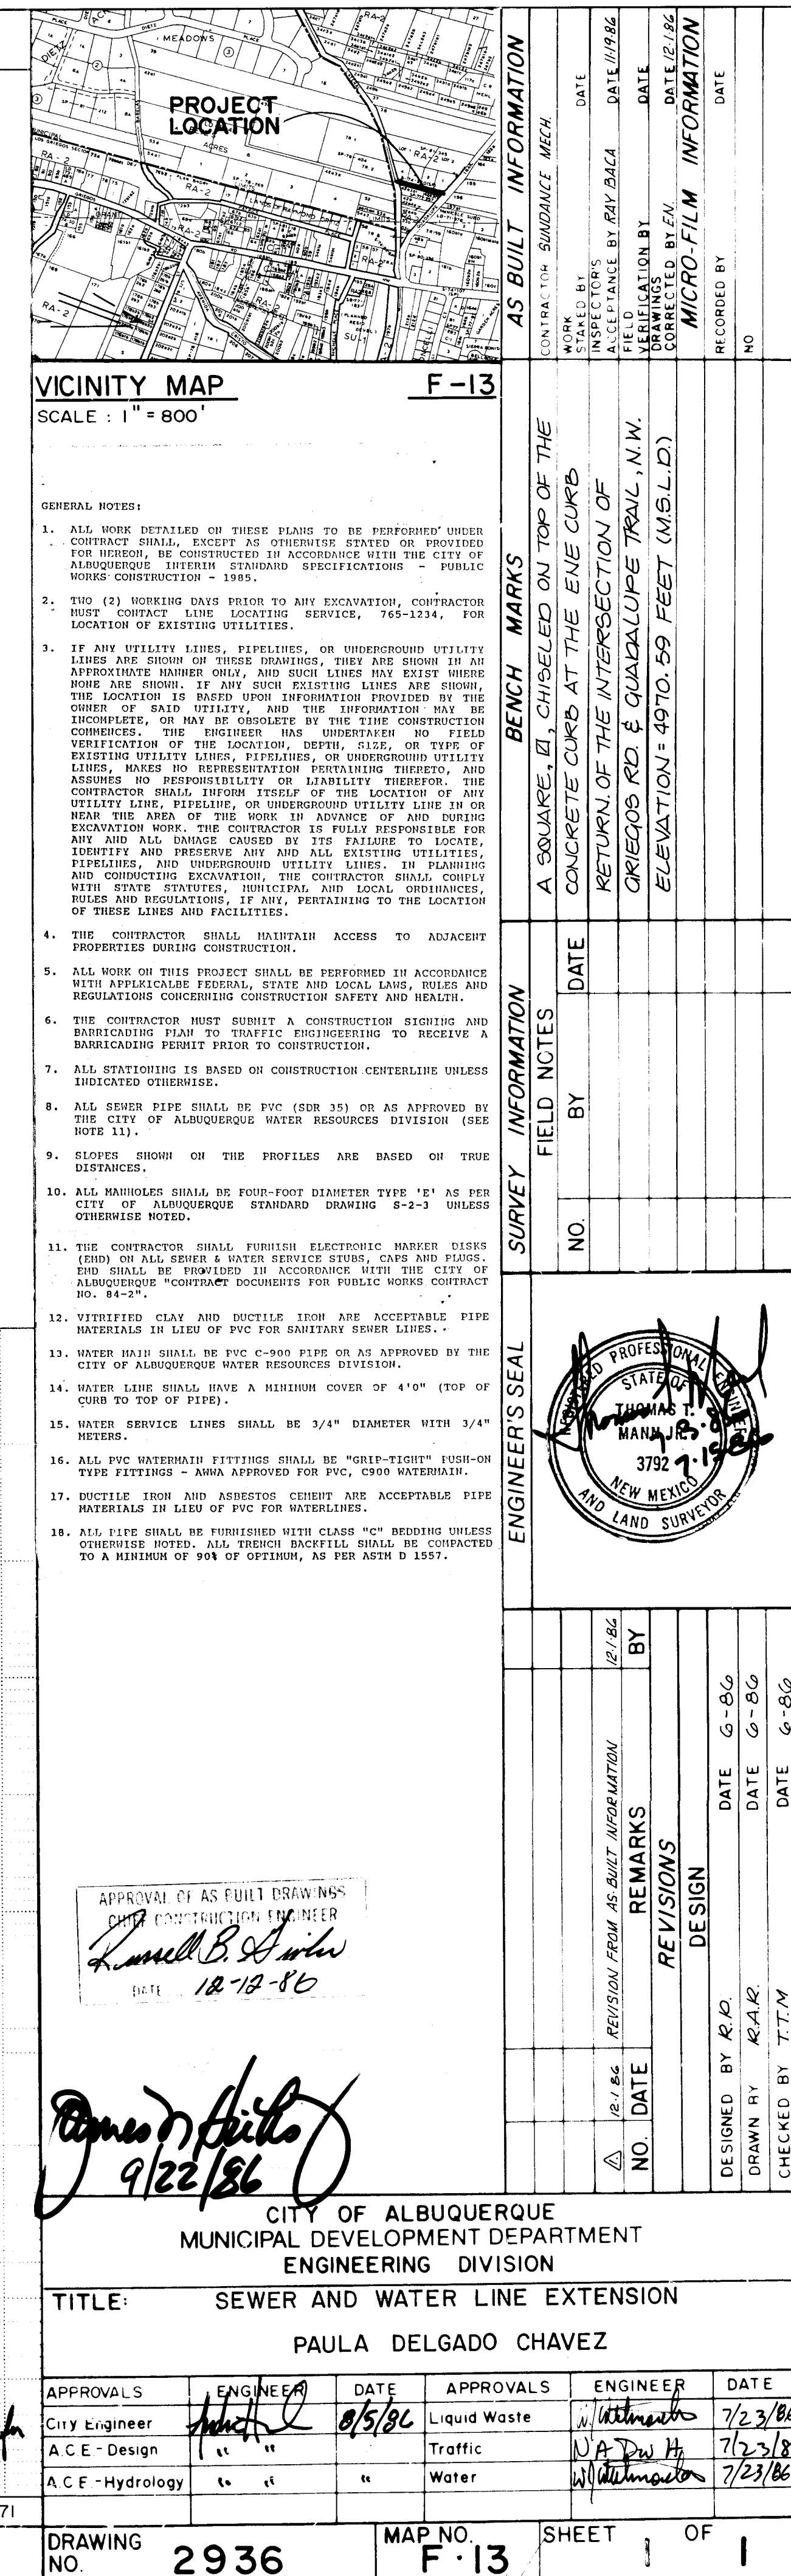 MEADOWS
PLACE
DIETZ
PROJECT
LOCATION
ACRES
RA-2
RA-2
RA-2
RA-2
RA-2
RA-2
SU-1
VICINITY MAP F-13
SCALE : 1" = 800'
GENERAL NOTES:
1. ALL WORK DETAILED ON THESE PLANS TO BE PERFORMED UNDER
CONTRACT SHALL, EXCEPT AS OTHERWISE STATED OR PROVIDED
FOR HEREON, BE CONSTRUCTED IN ACCORDANCE WITH THE CITY OF
ALBUQUERQUE INTERIM STANDARD SPECIFICATIONS - PUBLIC
WORKS CONSTRUCTION - 1985.
2. TWO (2) WORKING DAYS PRIOR TO ANY EXCAVATION, CONTRACTOR
MUST CONTACT LINE LOCATING SERVICE, 765-1234, FOR
LOCATION OF EXISTING UTILITIES.
3. IF ANY UTILITY LINES, PIPELINES, OR UNDERGROUND UTILITY
LINES ARE SHOWN ON THESE DRAWINGS, THEY ARE SHOWN IN AN
APPROXIMATE MANNER ONLY, AND SUCH LINES MAY EXIST WHERE
NONE ARE SHOWN. IF ANY SUCH EXISTING LINES ARE SHOWN,
THE LOCATION IS BASED UPON INFORMATION PROVIDED BY THE
OWNER OF SAID UTILITY, AND THE INFORMATION MAY BE
INCOMPLETE, OR MAY BE OBSOLETE BY THE TIME CONSTRUCTION
COMMENCES. THE ENGINEER HAS UNDERTAKEN NO FIELD
VERIFICATION OF THE LOCATION, DEPTH, SIZE, OR TYPE OF
EXISTING UTILITY LINES, PIPELINES, OR UNDERGROUND UTILITY
LINES, MAKES NO REPRESENTATION PERTAINING THERETO, AND
ASSUMES NO RESPONSIBILITY OR LIABILITY THEREFOR. THE
CONTRACTOR SHALL INFORM ITSELF OF THE LOCATION OF ANY
UTILITY LINE, PIPELINE, OR UNDERGROUND UTILITY LINE IN OR
NEAR THE AREA OF THE WORK IN ADVANCE OF AND DURING
EXCAVATION WORK. THE CONTRACTOR IS FULLY RESPONSIBLE FOR
ANY AND ALL DAMAGE CAUSED BY ITS FAILURE TO LOCATE,
IDENTIFY AND PRESERVE ANY AND ALL EXISTING UTILITIES,
PIPELINES, AND UNDERGROUND UTILITY LINES. IN PLANNING
AND CONDUCTING EXCAVATION, THE CONTRACTOR SHALL COMPLY
WITH STATE STATUTES, MUNICIPAL AND LOCAL ORDINANCES,
RULES AND REGULATIONS, IF ANY, PERTAINING TO THE LOCATION
OF THESE LINES AND FACILITIES.
4. THE CONTRACTOR SHALL MAINTAIN ACCESS TO ADJACENT
PROPERTIES DURING CONSTRUCTION.
5. ALL WORK ON THIS PROJECT SHALL BE PERFORMED IN ACCORDANCE
WITH APPLKICALBE FEDERAL, STATE AND LOCAL LAWS, RULES AND
REGULATIONS CONCERNING CONSTRUCTION SAFETY AND HEALTH.
6. THE CONTRACTOR MUST SUBMIT A CONSTRUCTION SIGNING AND
BARRICADING PLAN TO TRAFFIC ENGINGEERING TO RECEIVE A
BARRICADING PERMIT PRIOR TO CONSTRUCTION.
7. ALL STATIONING IS BASED ON CONSTRUCTION CENTERLINE UNLESS
INDICATED OTHERWISE.
8. ALL SEWER PIPE SHALL BE PVC (SDR 35) OR AS APPROVED BY
THE CITY OF ALBUQUERQUE WATER RESOURCES DIVISION (SEE
NOTE 11).
9. SLOPES SHOWN ON THE PROFILES ARE BASED ON TRUE
DISTANCES.
10. ALL MANHOLES SHALL BE FOUR-FOOT DIAMETER TYPE 'E' AS PER
CITY OF ALBUQUERQUE STANDARD DRAWING S-2-3 UNLESS
OTHERWISE NOTED.
11. THE CONTRACTOR SHALL FURNISH ELECTRONIC MARKER DISKS
(EMD) ON ALL SEWER & WATER SERVICE STUBS, CAPS AND PLUGS.
EMD SHALL BE PROVIDED IN ACCORDANCE WITH THE CITY OF
ALBUQUERQUE "CONTRACT DOCUMENTS FOR PUBLIC WORKS CONTRACT
NO. 84-2".
12. VITRIFIED CLAY AND DUCTILE IRON ARE ACCEPTABLE PIPE
MATERIALS IN LIEU OF PVC FOR SANITARY SEWER LINES.
13. WATER MAIN SHALL BE PVC C-900 PIPE OR AS APPROVED BY THE
CITY OF ALBUQUERQUE WATER RESOURCES DIVISION.
14. WATER LINE SHALL HAVE A MINIMUM COVER OF 4'0" (TOP OF
CURB TO TOP OF PIPE).
15. WATER SERVICE LINES SHALL BE 3/4" DIAMETER WITH 3/4"
METERS.
16. ALL PVC WATERMAIN FITTINGS SHALL BE "GRIP-TIGHT" PUSH-ON
TYPE FITTINGS - AWWA APPROVED FOR PVC, C900 WATERMAIN.
17. DUCTILE IRON AND ASBESTOS CEMENT ARE ACCEPTABLE PIPE
MATERIALS IN LIEU OF PVC FOR WATERLINES.
18. ALL PIPE SHALL BE FURNISHED WITH CLASS "C" BEDDING UNLESS
OTHERWISE NOTED. ALL TRENCH BACKFILL SHALL BE COMPACTED
TO A MINIMUM OF 90% OF OPTIMUM, AS PER ASTM D 1557.
APPROVAL OF AS BUILT DRAWINGS
CHIEF CONSTRUCTION ENGINEER
Russell B.
DATE 12-12-86
James
9/22/86
AS BUILT INFORMATION
CONTRACTOR SUNDANCE MECH.
WORK STAKED BY DATE
INSPECTOR'S ACCEPTANCE BY RAY BACA DATE 11·19·86
FIELD VERIFICATION BY DATE
DRAWINGS CORRECTED BY E.N. DATE 12·1·86
MICRO-FILM INFORMATION
RECORDED BY DATE
NO
BENCH MARKS
A SQUARE, CHISELED ON TOP OF THE
CONCRETE CURB AT THE ENE CURB
RETURN OF THE INTERSECTION OF
GRIEGOS RD. & GUADALUPE TRAIL, N.W.
ELEVATION = 4970.59 FEET (M.S.L.D.)
SURVEY INFORMATION
FIELD NOTES
NO. BY DATE
ENGINEER'S SEAL
REGISTERED PROFESSIONAL ENGINEER
STATE OF
THOMAS T.
MANN, JR.
3792
NEW MEXICO
AND LAND SURVEYOR
7·15·86
1 12·1·86 REVISION FROM AS-BUILT INFORMATION 12·1·86
NO. DATE REMARKS BY
REVISIONS
DESIGN
DESIGNED BY R.P. DATE 6-86
DRAWN BY R.A.R. DATE 6-86
CHECKED BY T.T.M DATE 6-86
CITY OF ALBUQUERQUE
MUNICIPAL DEVELOPMENT DEPARTMENT
ENGINEERING DIVISION
TITLE: SEWER AND WATER LINE EXTENSION
PAULA DELGADO CHAVEZ
APPROVALS ENGINEER DATE APPROVALS ENGINEER DATE
City Engineer 8/5/86 Liquid Waste 7/23/86
A.C.E.-Design " " Traffic 7/23/8
A.C.E.-Hydrology " " " Water 7/23/86
71
DRAWING NO. 2936 MAP NO. F·13 SHEET 1 OF 1